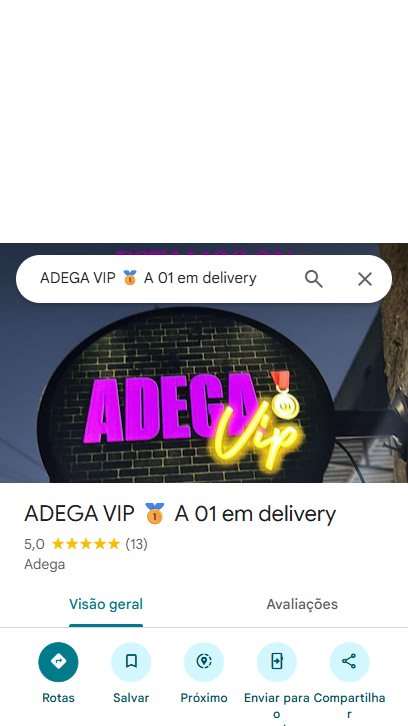 ADEGA VIP 🏅 A 01 em delivery
ADEGA
Vip
ADEGA VIP 🥇 A 01 em delivery
5,0 ★★★★★ (13)
Adega
Visão geral
Avaliações
Rotas
Salvar
Próximo
Enviar para o
Compartilhar